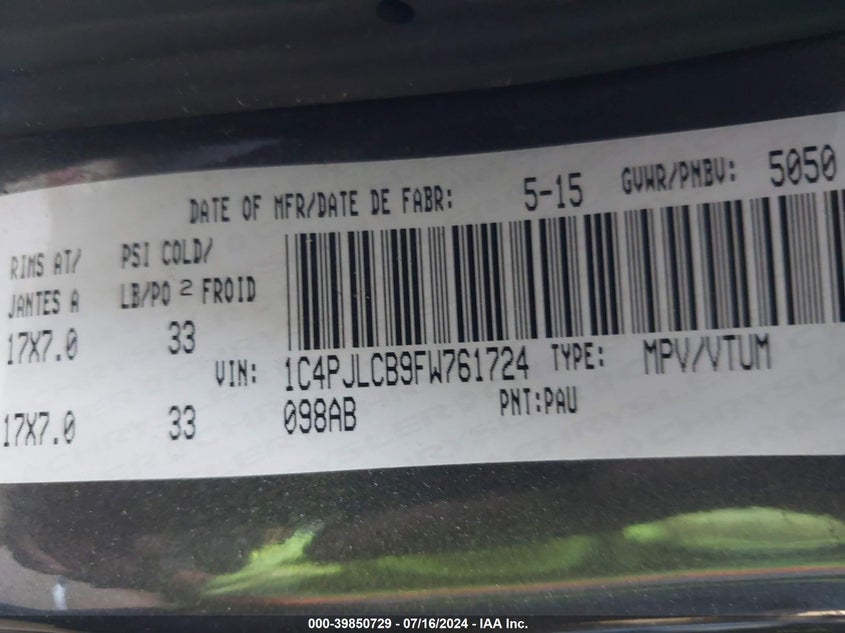 DATE OF MFR/DATE DE FABR: 5-15 GVWR/PNBV: 5050
RIMS AT/ PSI COLD/
JANTES A LB/PO 2 FROID
17X7.0 33
VIN: 1C4PJLCB9FW761724 TYPE: MPV/VTUM
17X7.0 33 098AB PNT:PAU
000-39850729 - 07/16/2024 - IAA Inc.